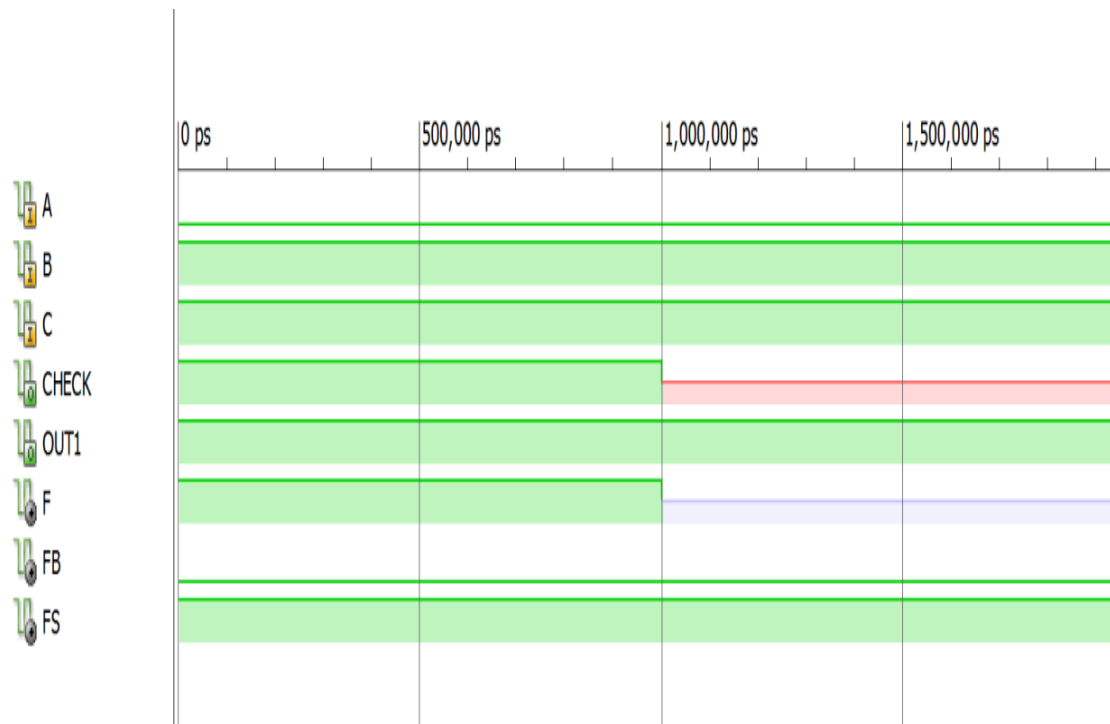 0 ps 500,000 ps 1,000,000 ps 1,500,000 ps
A
B
C
CHECK
OUT1
F
FB
FS